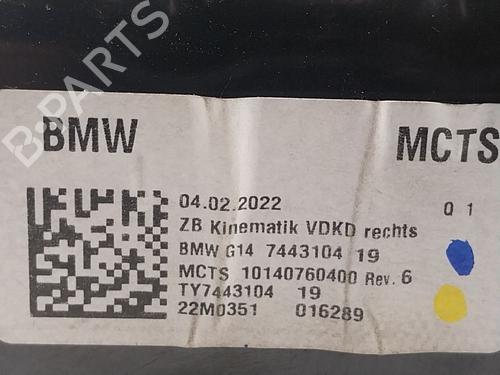 B-Parts
BMW
MCTS
04.02.2022
0 1
ZB Kinematik VDKD rechts
BMW G14 7443104 19
MCTS 10140760400 Rev. 6
TY7443104 19
22M0351 016289